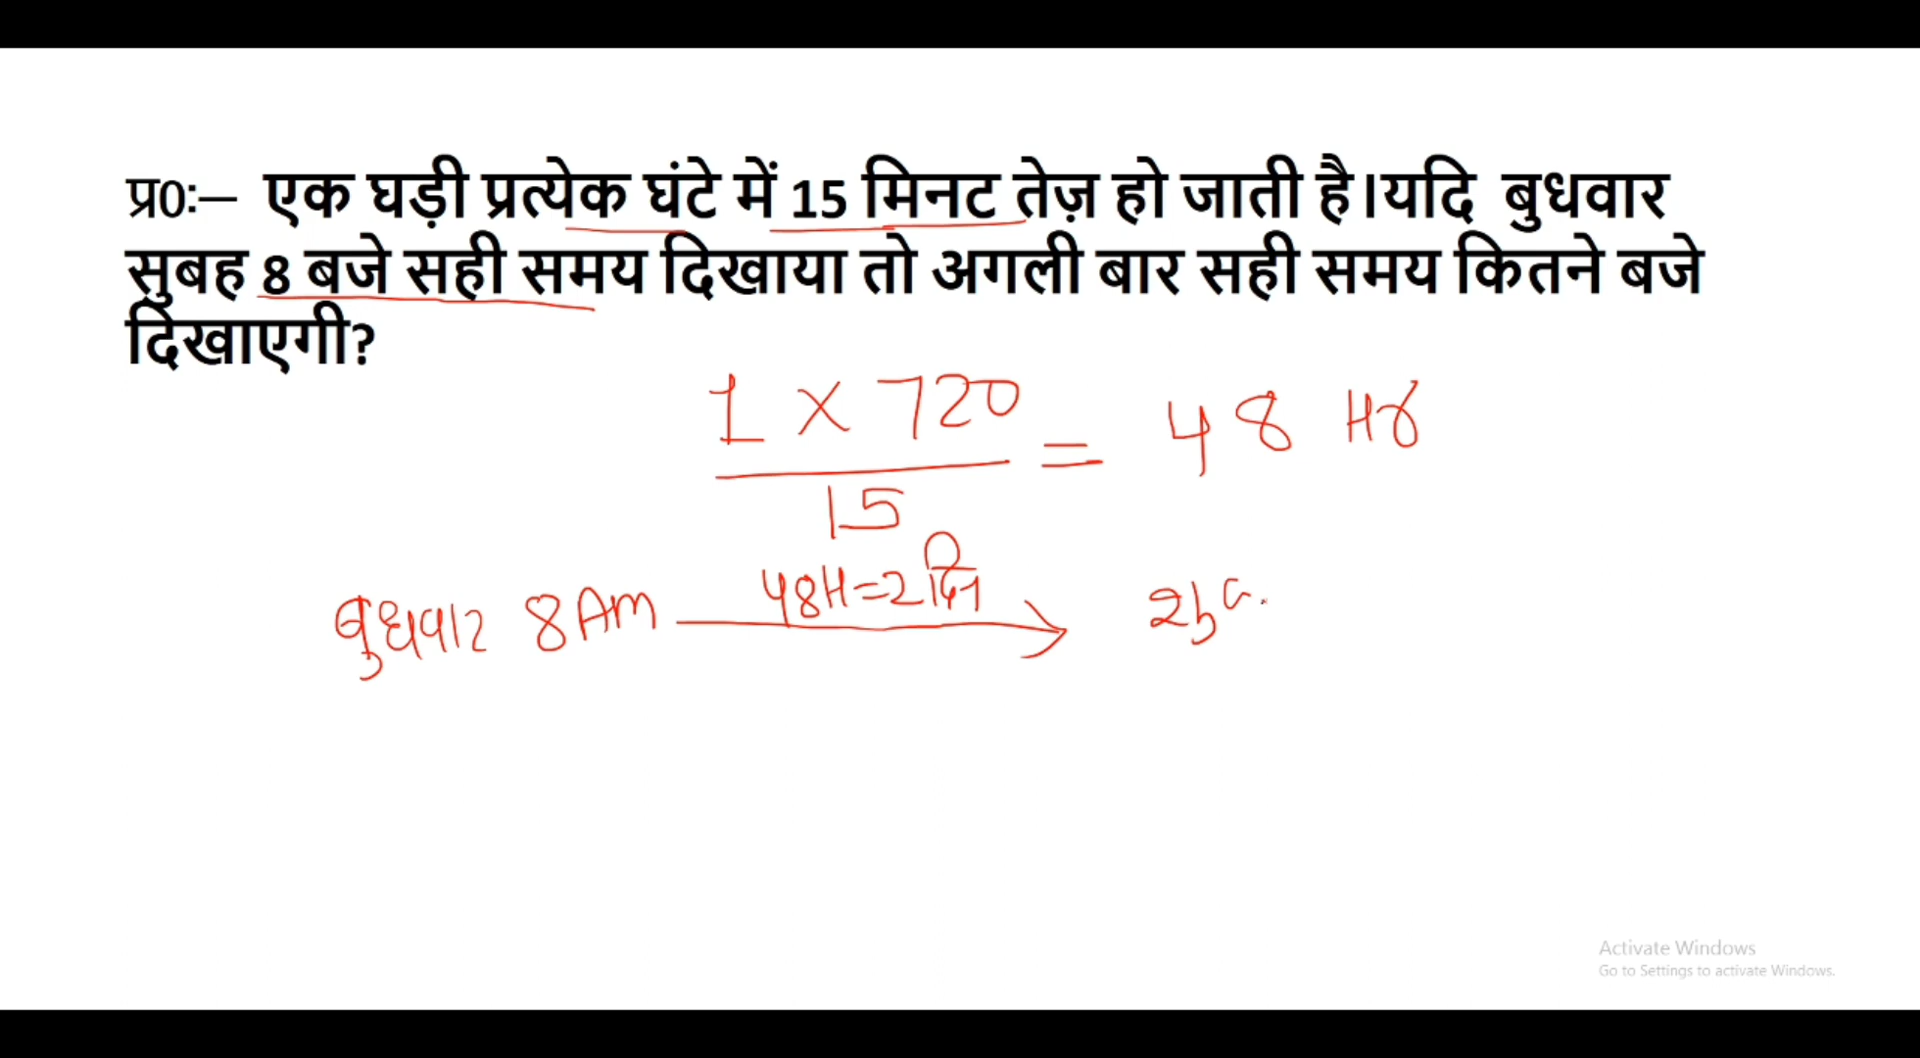 प्र0:– एक घड़ी प्रत्येक घंटे में 15 मिनट तेज़ हो जाती है।यदि बुधवार
सुबह 8 बजे सही समय दिखाया तो अगली बार सही समय कितने बजे
दिखाएगी?
1 × 720
= 48 Hr
15
48H=2दिन
बुधवार 8 Am
Activate Windows
Go to Settings to activate Windows.